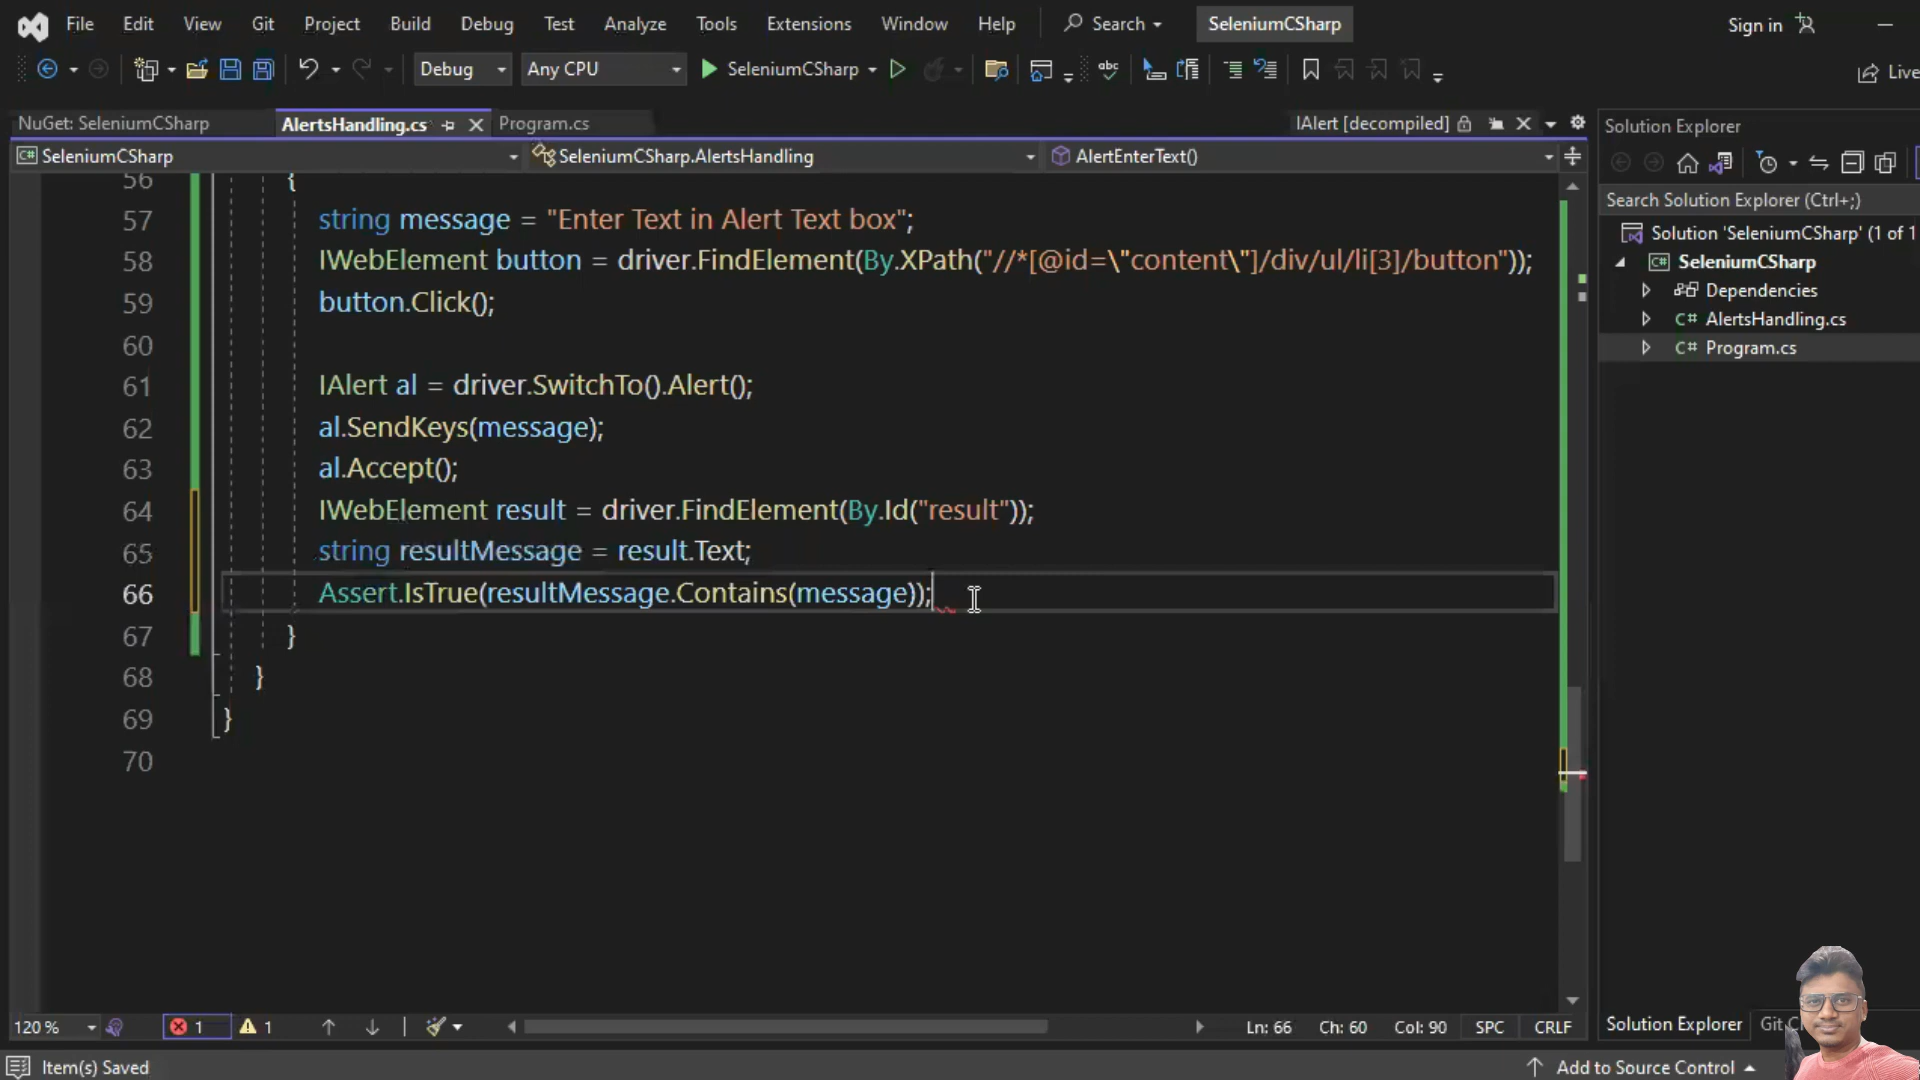 File Edit View Git Project Build Debug Test Analyze Tools Extensions Window Help Search SeleniumCSharp Sign in
Debug Any CPU SeleniumCSharp Live
NuGet: SeleniumCSharp AlertsHandling.cs Program.cs IAlert [decompiled]
SeleniumCSharp SeleniumCSharp.AlertsHandling AlertEnterText()
56 {
57 string message = "Enter Text in Alert Text box";
58 IWebElement button = driver.FindElement(By.XPath("//*[@id=\"content\"]/div/ul/li[3]/button"));
59 button.Click();
60
61 IAlert al = driver.SwitchTo().Alert();
62 al.SendKeys(message);
63 al.Accept();
64 IWebElement result = driver.FindElement(By.Id("result"));
65 string resultMessage = result.Text;
66 Assert.IsTrue(resultMessage.Contains(message));
67 }
68 }
69 }
70
Solution Explorer
Search Solution Explorer (Ctrl+;)
Solution 'SeleniumCSharp' (1 of 1
SeleniumCSharp
Dependencies
C# AlertsHandling.cs
C# Program.cs
120 % 1 1 Ln: 66 Ch: 60 Col: 90 SPC CRLF
Solution Explorer Git
Item(s) Saved Add to Source Control